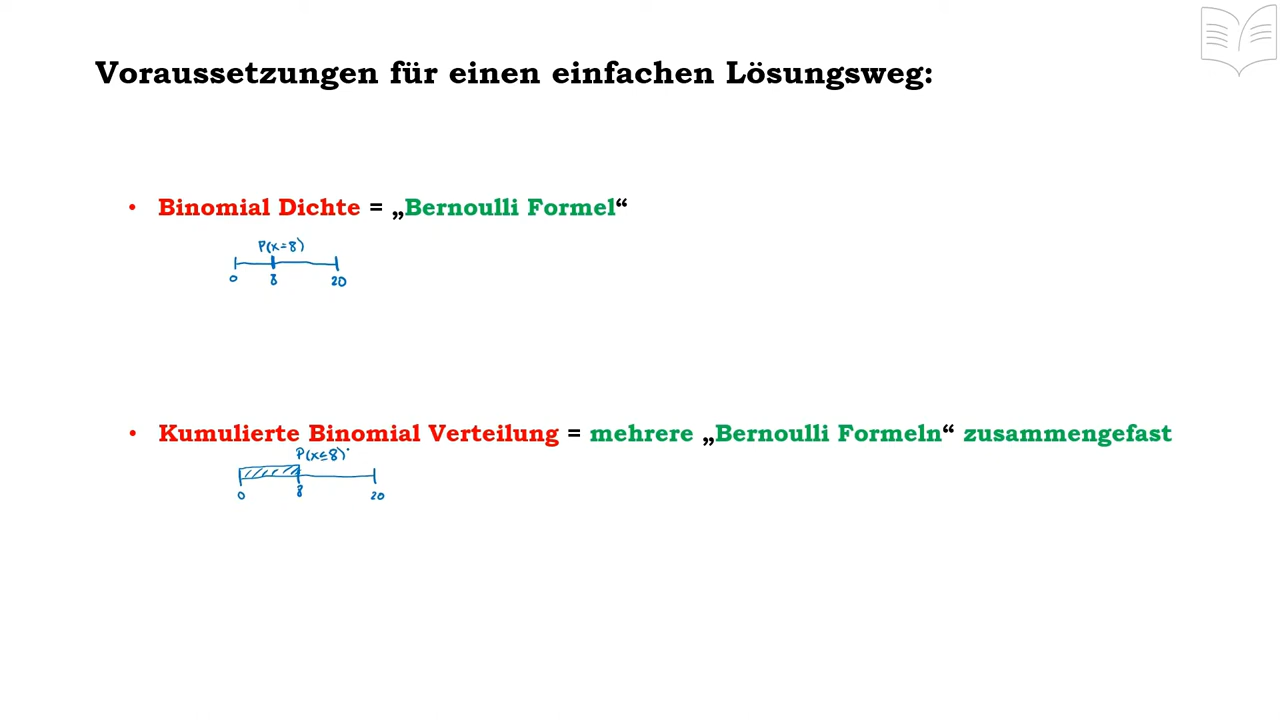 Voraussetzungen für einen einfachen Lösungsweg:
• Binomial Dichte = „Bernoulli Formel“
P(x=8)
0 8 20
• Kumulierte Binomial Verteilung = mehrere „Bernoulli Formeln“ zusammengefast
P(x≤8)
0 8 20